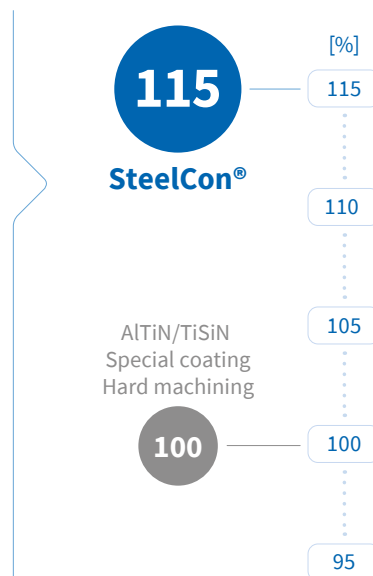 [%]
115
115
SteelCon®
110
105
AlTiN/TiSiN
Special coating
Hard machining
100
100
95